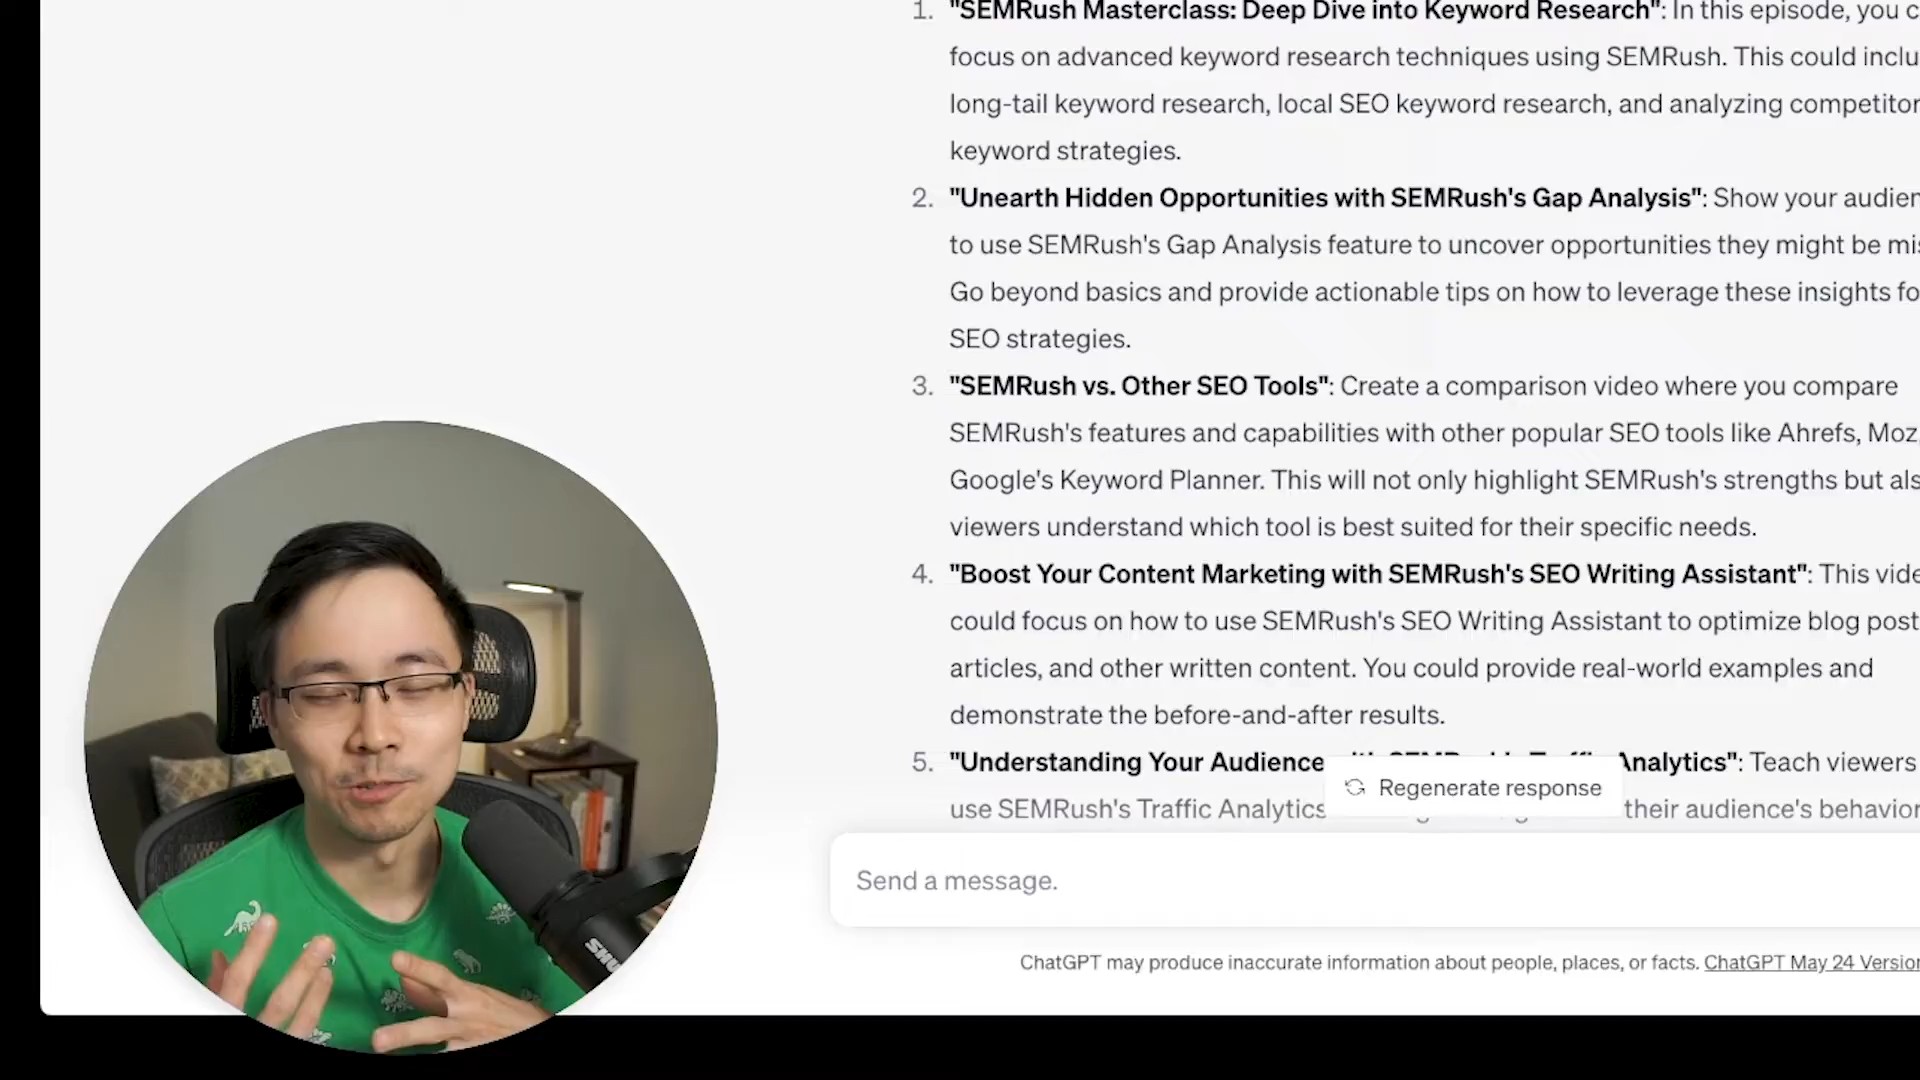 1. "SEMRush Masterclass: Deep Dive into Keyword Research": In this episode, you c
focus on advanced keyword research techniques using SEMRush. This could inclu
long-tail keyword research, local SEO keyword research, and analyzing competitor
keyword strategies.
2. "Unearth Hidden Opportunities with SEMRush's Gap Analysis": Show your audien
to use SEMRush's Gap Analysis feature to uncover opportunities they might be mis
Go beyond basics and provide actionable tips on how to leverage these insights fo
SEO strategies.
3. "SEMRush vs. Other SEO Tools": Create a comparison video where you compare
SEMRush's features and capabilities with other popular SEO tools like Ahrefs, Moz,
Google's Keyword Planner. This will not only highlight SEMRush's strengths but als
viewers understand which tool is best suited for their specific needs.
4. "Boost Your Content Marketing with SEMRush's SEO Writing Assistant": This vide
could focus on how to use SEMRush's SEO Writing Assistant to optimize blog post
articles, and other written content. You could provide real-world examples and
demonstrate the before-and-after results.
5. "Understanding Your Audience Analytics": Teach viewers
Regenerate response
use SEMRush's Traffic Analytics their audience's behavior
Send a message.
ChatGPT may produce inaccurate information about people, places, or facts. ChatGPT May 24 Version
SHU